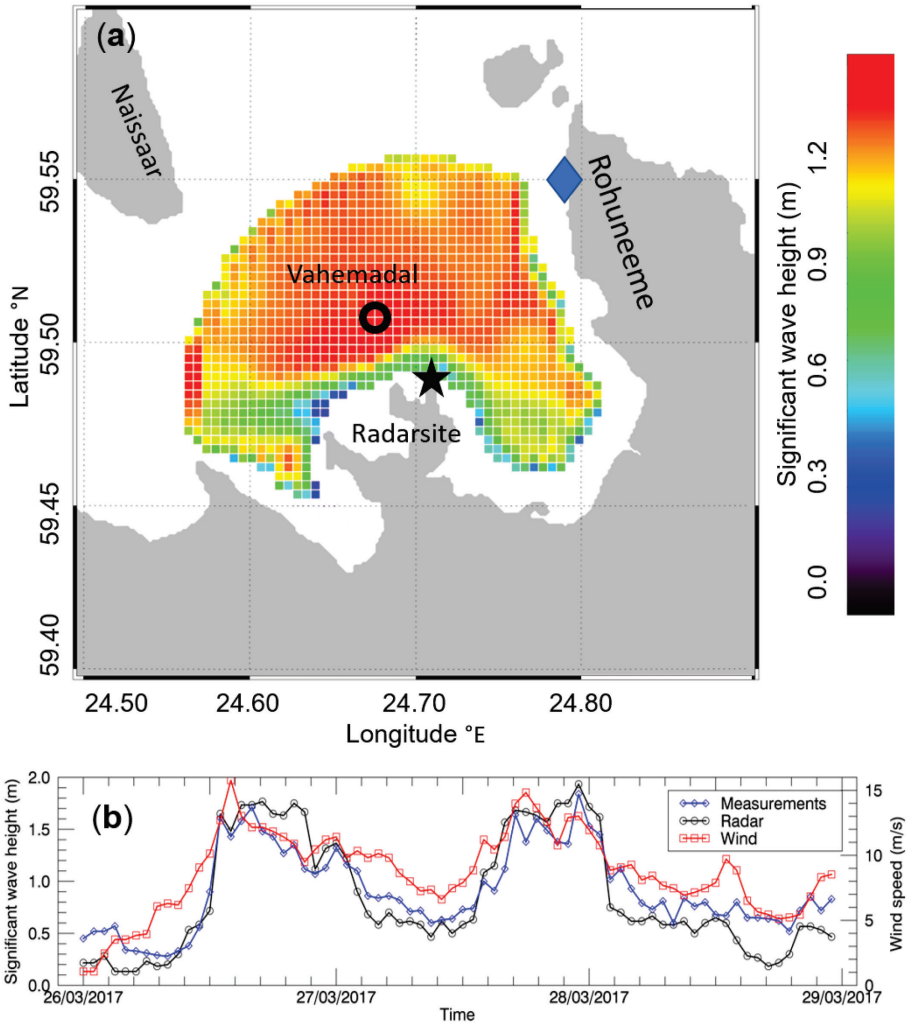 (a)
Naissaar
Rohuneeme
Vahemadal
Radarsite
59.55
59.50
59.45
59.40
Latitude °N
24.50 24.60 24.70 24.80
Longitude °E
1.2
0.9
0.6
0.3
0.0
Significant wave height (m)
(b)
Measurements
Radar
Wind
2.0
1.5
1.0
0.5
0.0
Significant wave height (m)
15
10
5
0
Wind speed (m/s)
26/03/2017 27/03/2017 28/03/2017 29/03/2017
Time